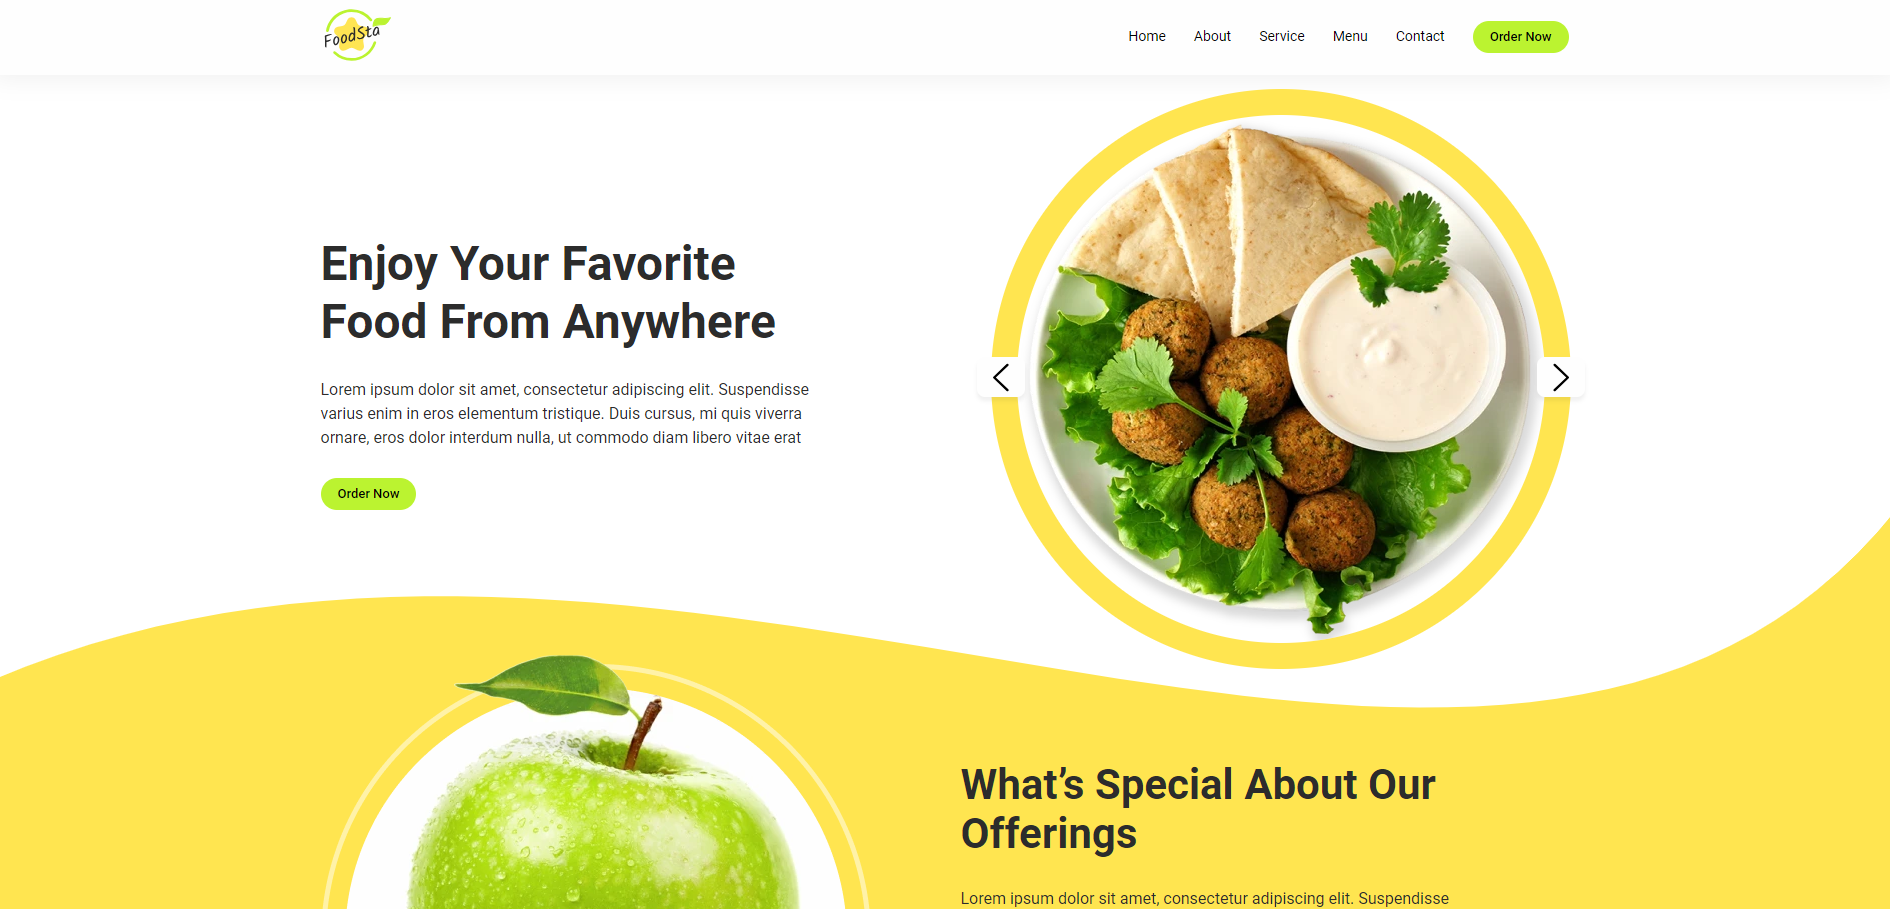 FoodSta
Home
About
Service
Menu
Contact
Order Now
Enjoy Your Favorite
Food From Anywhere
Lorem ipsum dolor sit amet, consectetur adipiscing elit. Suspendisse
varius enim in eros elementum tristique. Duis cursus, mi quis viverra
ornare, eros dolor interdum nulla, ut commodo diam libero vitae erat
Order Now
What’s Special About Our
Offerings
Lorem ipsum dolor sit amet, consectetur adipiscing elit. Suspendisse